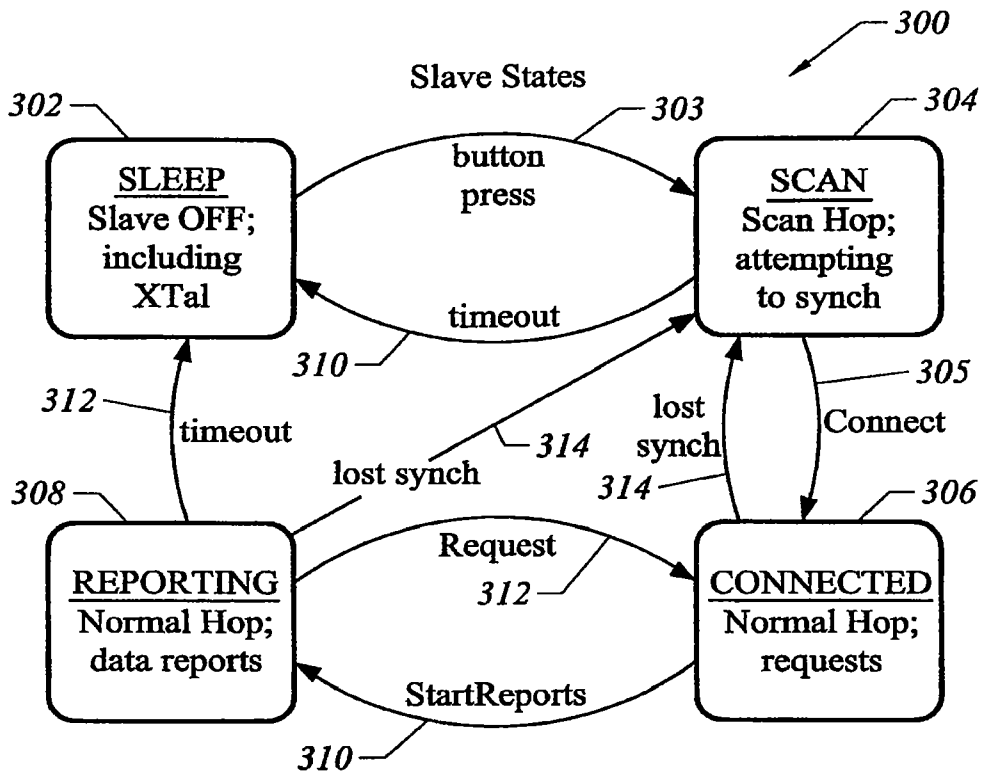 300
Slave States
302
303
304
button
press
SLEEP
Slave OFF;
including
XTal
SCAN
Scan Hop;
attempting
to synch
timeout
310
312
timeout
305
Connect
lost
synch
314
lost synch
314
308
306
Request
312
REPORTING
Normal Hop;
data reports
CONNECTED
Normal Hop;
requests
StartReports
310